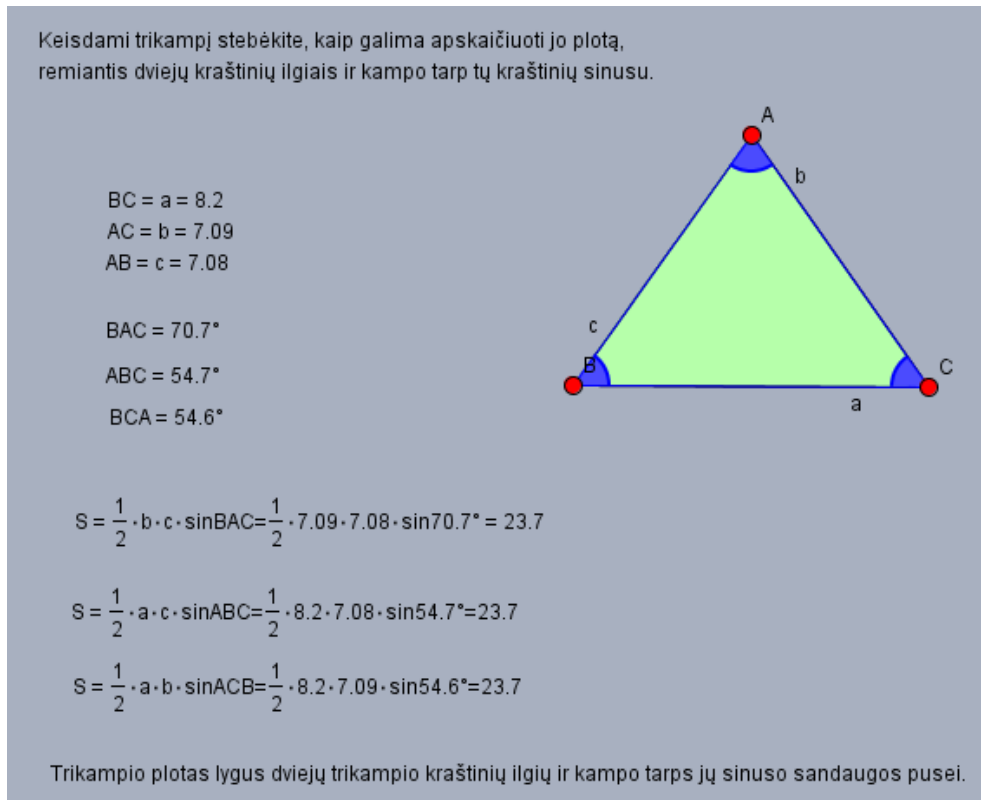 Keisdami trikampį stebėkite, kaip galima apskaičiuoti jo plotą,
remiantis dviejų kraštinių ilgiais ir kampo tarp tų kraštinių sinusu.
A
b
BC = a = 8.2
AC = b = 7.09
AB = c = 7.08
c
BAC = 70.7°
B
C
ABC = 54.7°
a
BCA = 54.6°
S = 1/2 · b · c · sinBAC=1/2 · 7.09 · 7.08 · sin70.7° = 23.7
S = 1/2 · a · c · sinABC=1/2 · 8.2 · 7.08 · sin54.7°=23.7
S = 1/2 · a · b · sinACB=1/2 · 8.2 · 7.09 · sin54.6°=23.7
Trikampio plotas lygus dviejų trikampio kraštinių ilgių ir kampo tarps jų sinuso sandaugos pusei.